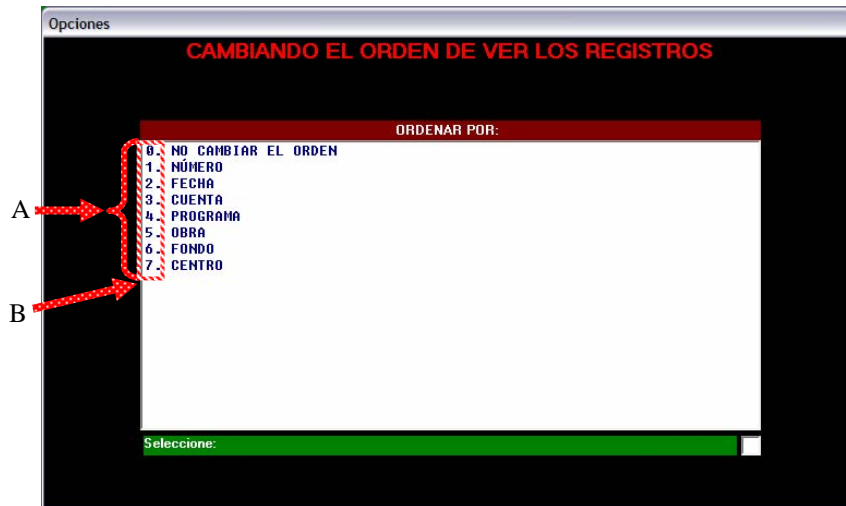 Opciones
CAMBIANDO EL ORDEN DE VER LOS REGISTROS
ORDENAR POR:
0. NO CAMBIAR EL ORDEN
1. NÚMERO
2. FECHA
3. CUENTA
A
4. PROGRAMA
5. OBRA
6. FONDO
7. CENTRO
B
Seleccione: